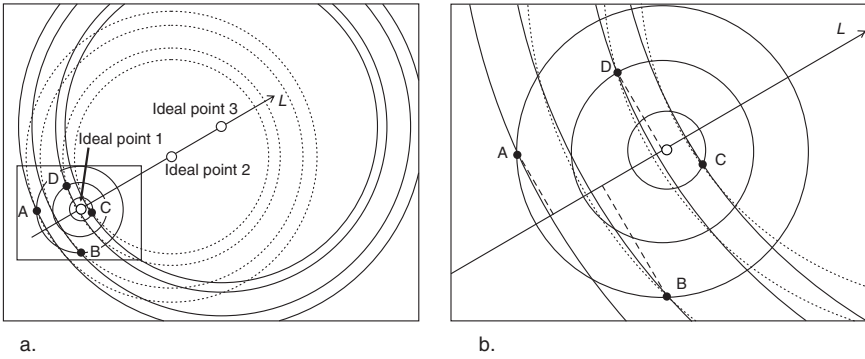 L
Ideal point 3
Ideal point 1
Ideal point 2
D
A
C
B
a.
L
D
A
C
B
b.